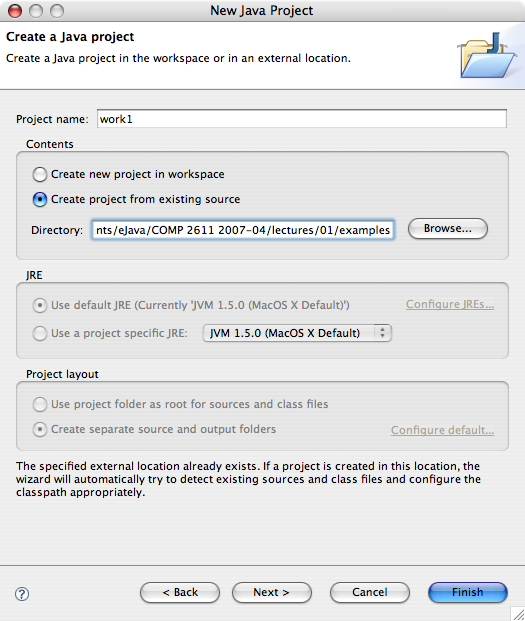 New Java Project
Create a Java project
Create a Java project in the workspace or in an external location.
Project name: work1
Contents
Create new project in workspace
Create project from existing source
Directory: nts/eJava/COMP 2611 2007-04/lectures/01/examples Browse...
JRE
Use default JRE (Currently 'JVM 1.5.0 (MacOS X Default)') Configure JREs...
Use a project specific JRE: JVM 1.5.0 (MacOS X Default)
Project layout
Use project folder as root for sources and class files
Create separate source and output folders Configure default...
The specified external location already exists. If a project is created in this location, the
wizard will automatically try to detect existing sources and class files and configure the
classpath appropriately.
? < Back Next > Cancel Finish